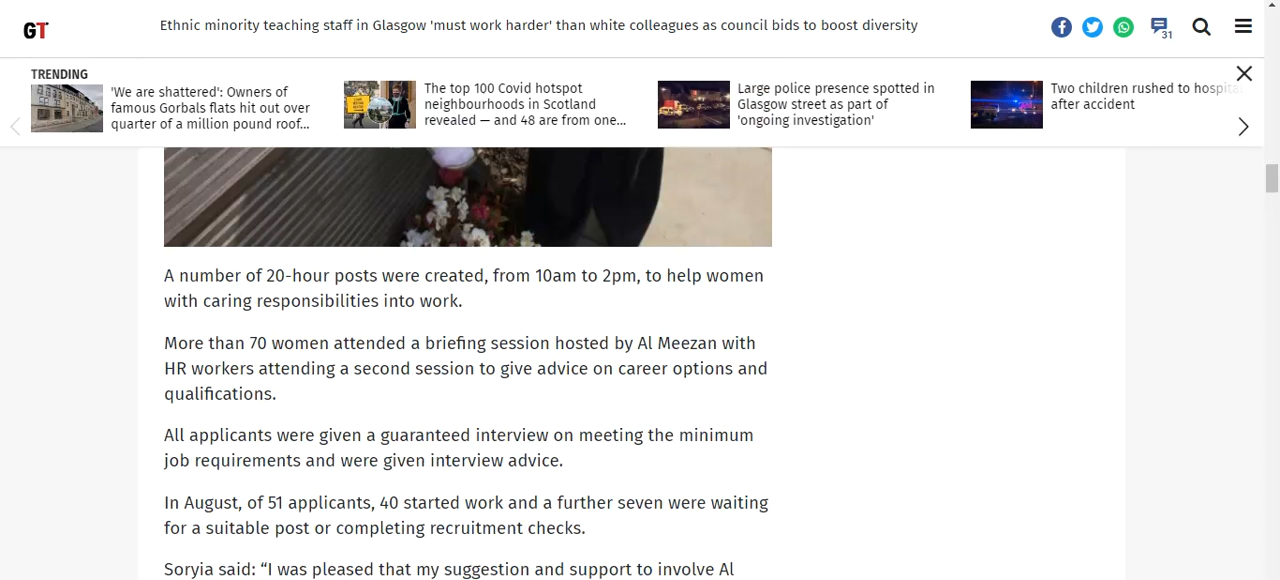 GT
Ethnic minority teaching staff in Glasgow 'must work harder' than white colleagues as council bids to boost diversity
31
TRENDING
'We are shattered': Owners of
famous Gorbals flats hit out over
quarter of a million pound roof...
The top 100 Covid hotspot
neighbourhoods in Scotland
revealed — and 48 are from one...
Large police presence spotted in
Glasgow street as part of
'ongoing investigation'
Two children rushed to hospital
after accident
A number of 20-hour posts were created, from 10am to 2pm, to help women
with caring responsibilities into work.
More than 70 women attended a briefing session hosted by Al Meezan with
HR workers attending a second session to give advice on career options and
qualifications.
All applicants were given a guaranteed interview on meeting the minimum
job requirements and were given interview advice.
In August, of 51 applicants, 40 started work and a further seven were waiting
for a suitable post or completing recruitment checks.
Soryia said: “I was pleased that my suggestion and support to involve Al